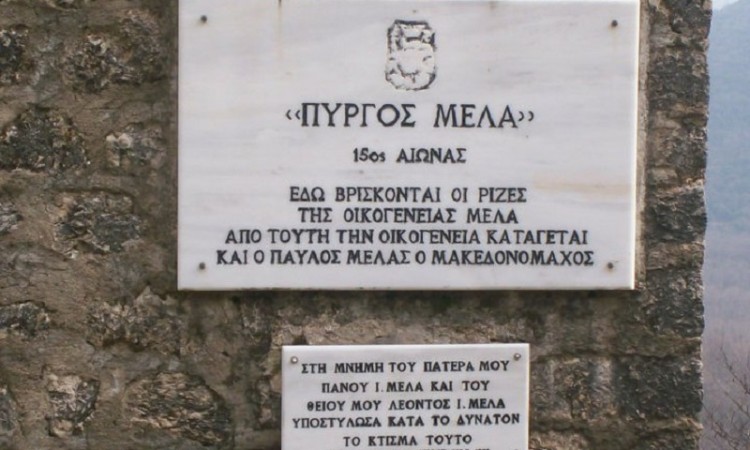 ‹‹ΠΥΡΓΟΣ ΜΕΛΑ››
15ος ΑΙΩΝΑΣ
ΕΔΩ ΒΡΙΣΚΟΝΤΑΙ ΟΙ ΡΙΖΕΣ
ΤΗΣ ΟΙΚΟΓΕΝΕΙΑΣ ΜΕΛΑ
ΑΠΟ ΤΟΥΤΗ ΤΗΝ ΟΙΚΟΓΕΝΕΙΑ ΚΑΤΑΓΕΤΑΙ
ΚΑΙ Ο ΠΑΥΛΟΣ ΜΕΛΑΣ Ο ΜΑΚΕΔΟΝΟΜΑΧΟΣ
ΣΤΗ ΜΝΗΜΗ ΤΟΥ ΠΑΤΕΡΑ ΜΟΥ
ΠΑΝΟΥ Ι. ΜΕΛΑ ΚΑΙ ΤΟΥ
ΘΕΙΟΥ ΜΟΥ ΛΕΟΝΤΟΣ Ι. ΜΕΛΑ
ΥΠΟΣΤΥΛΩΣΑ ΚΑΤΑ ΤΟ ΔΥΝΑΤΟΝ
ΤΟ ΚΤΙΣΜΑ ΤΟΥΤΟ